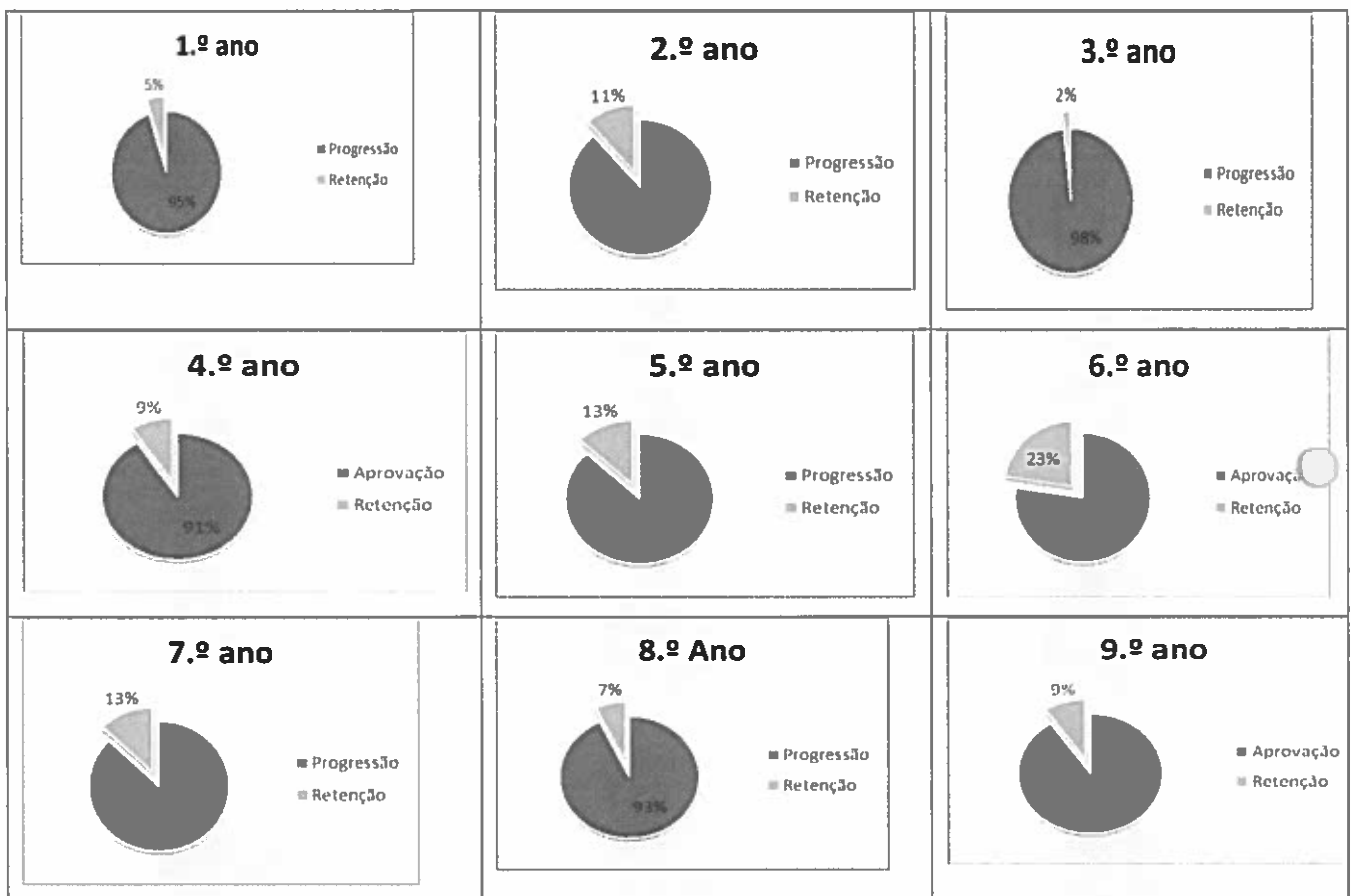 1.º ano
5%
95%
Progressão
Retenção
2.º ano
11%
Progressão
Retenção
3.º ano
2%
98%
Progressão
Retenção
4.º ano
9%
91%
Aprovação
Retenção
5.º ano
13%
Progressão
Retenção
6.º ano
23%
Retenção
7.º ano
13%
Progressão
Retenção
8.º Ano
7%
93%
Progressão
Retenção
9.º ano
9%
Aprovação
Retenção